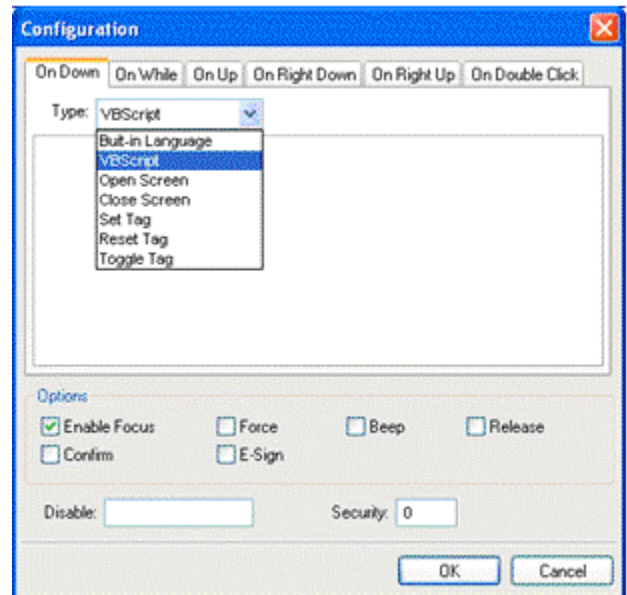 Configuration
On Down On While On Up On Right Down On Right Up On Double Click
Type: VBScript
Built-in Language
VBScript
Open Screen
Close Screen
Set Tag
Reset Tag
Toggle Tag
Options
Enable Focus Force Beep Release
Confirm E-Sign
Disable: Security: 0
OK Cancel